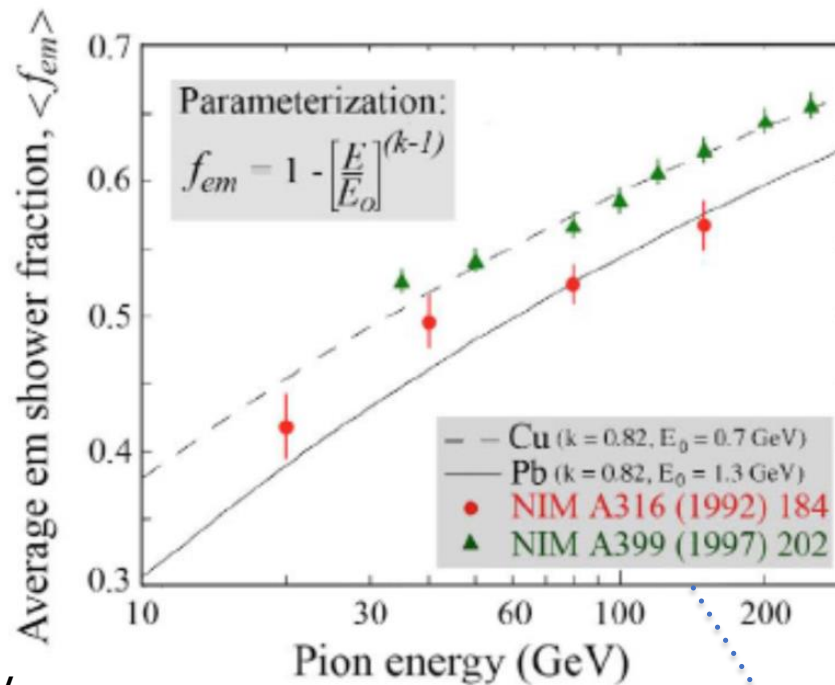 Average em shower fraction, <f_em>
0.7
0.6
0.5
0.4
0.3
Parameterization:
f_em = 1 - [E/E_o]^(k-1)
Cu (k = 0.82, E_0 = 0.7 GeV)
Pb (k = 0.82, E_0 = 1.3 GeV)
NIM A316 (1992) 184
NIM A399 (1997) 202
10 30 60 100 200
Pion energy (GeV)